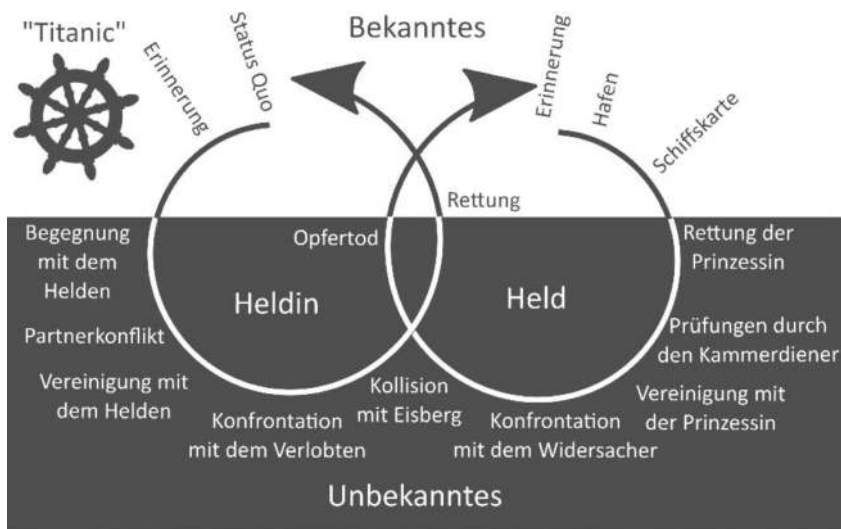 "Titanic"
Erinnerung
Status Quo
Bekanntes
Erinnerung
Hafen
Schiffskarte
Rettung
Opfertod
Begegnung
mit dem
Helden
Partnerkonflikt
Vereinigung mit
dem Helden
Heldin
Konfrontation
mit dem Verlobten
Kollision
mit Eisberg
Held
Rettung der
Prinzessin
Prüfungen durch
den Kammerdiener
Vereinigung mit
der Prinzessin
Konfrontation
mit dem Widersacher
Unbekanntes